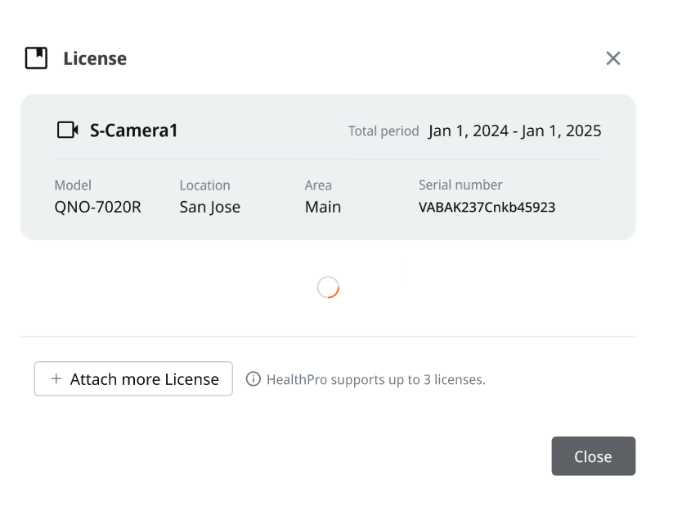 License
S-Camera1 Total period Jan 1, 2024 - Jan 1, 2025
Model Location Area Serial number
QNO-7020R San Jose Main VABAK237Cnkb45923
+ Attach more License HealthPro supports up to 3 licenses.
Close